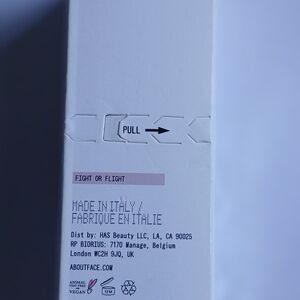 PULL
FIGHT OR FLIGHT
MADE IN ITALY /
FABRIQUE EN ITALIE
Dist by: HAS Beauty LLC, LA, CA 90025
RP BIORIUS: 7170 Manage, Belgium
London WC2H 9JQ, UK
ABOUTFACE.COM
12M